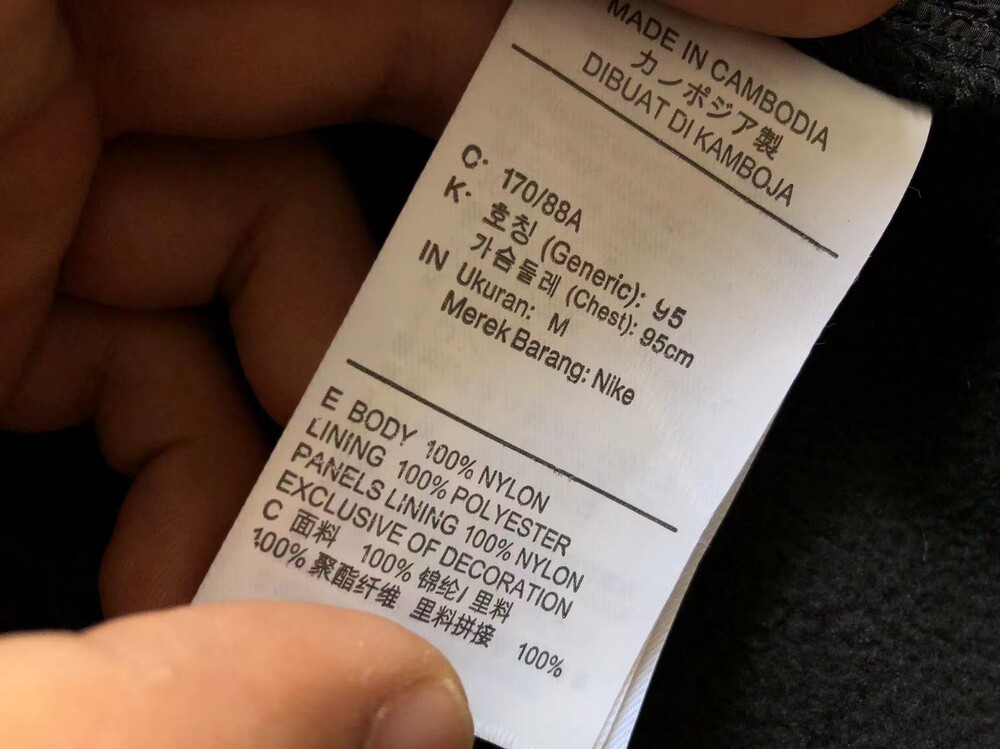 MADE IN CAMBODIA
カンボジア製
DIBUAT DI KAMBOJA
C: 170/88A
K: 호칭 (Generic): 95
가슴둘레 (Chest): 95cm
IN Ukuran: M
Merek Barang: Nike
E BODY 100% NYLON
LINING 100% POLYESTER
PANELS LINING 100% NYLON
EXCLUSIVE OF DECORATION
C 面料 100% 锦纶/ 里料
100% 聚酯纤维 里料拼接 100%